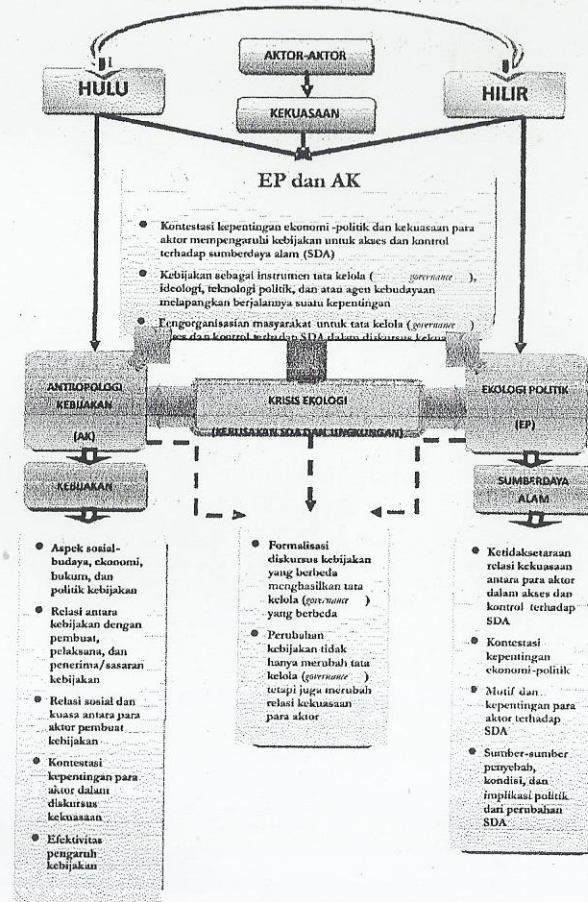 AKTOR-AKTOR
HULU
HILIR
KEKUASAAN
EP dan AK
• Kontestasi kepentingan ekonomi -politik dan kekuasaan para
aktor mempengaruhi kebijakan untuk akses dan kontrol
terhadap sumberdaya alam (SDA)
• Kebijakan sebagai instrumen tata kelola ( governance ),
ideologi, teknologi politik, dan atau agen kebudayaan
melapangkan berjalannya suatu kepentingan
• Pengorganisasian masyarakat untuk tata kelola (governance )
akses dan kontrol terhadap SDA dalam diskursus
ANTROPOLOGI
KEBIJAKAN
(AK)
KRISIS EKOLOGI
(KERUSAKAN SDA DAN LINGKUNGAN)
EKOLOGI POLITIK
(EP)
KEBIJAKAN
SUMBERDAYA
ALAM
• Aspek sosial-
budaya, ekonomi,
hukum, dan
politik kebijakan
• Relasi antara
kebijakan dengan
pembuat,
pelaksana, dan
penerima/sasaran
kebijakan
• Relasi sosial dan
kuasa antara para
aktor pembuat
kebijakan
• Kontestasi
kepentingan para
aktor dalam
diskursus
kekuasaan
• Efektivitas
pengaruh
kebijakan
• Formalisasi
diskursus kebijakan
yang berbeda
menghasilkan tata
kelola (governance )
yang berbeda
• Perubahan
kebijakan tidak
hanya merubah tata
kelola (governance )
tetapi juga merubah
relasi kekuasaan
para aktor
• Ketidaksetaraan
relasi kekuasaan
antara para aktor
dalam akses dan
kontrol terhadap
SDA
• Kontestasi
kepentingan
ekonomi-politik
• Motif dan
kepentingan para
aktor terhadap
SDA
• Sumber-sumber
penyebab,
kondisi, dan
implikasi politik
dari perubahan
SDA